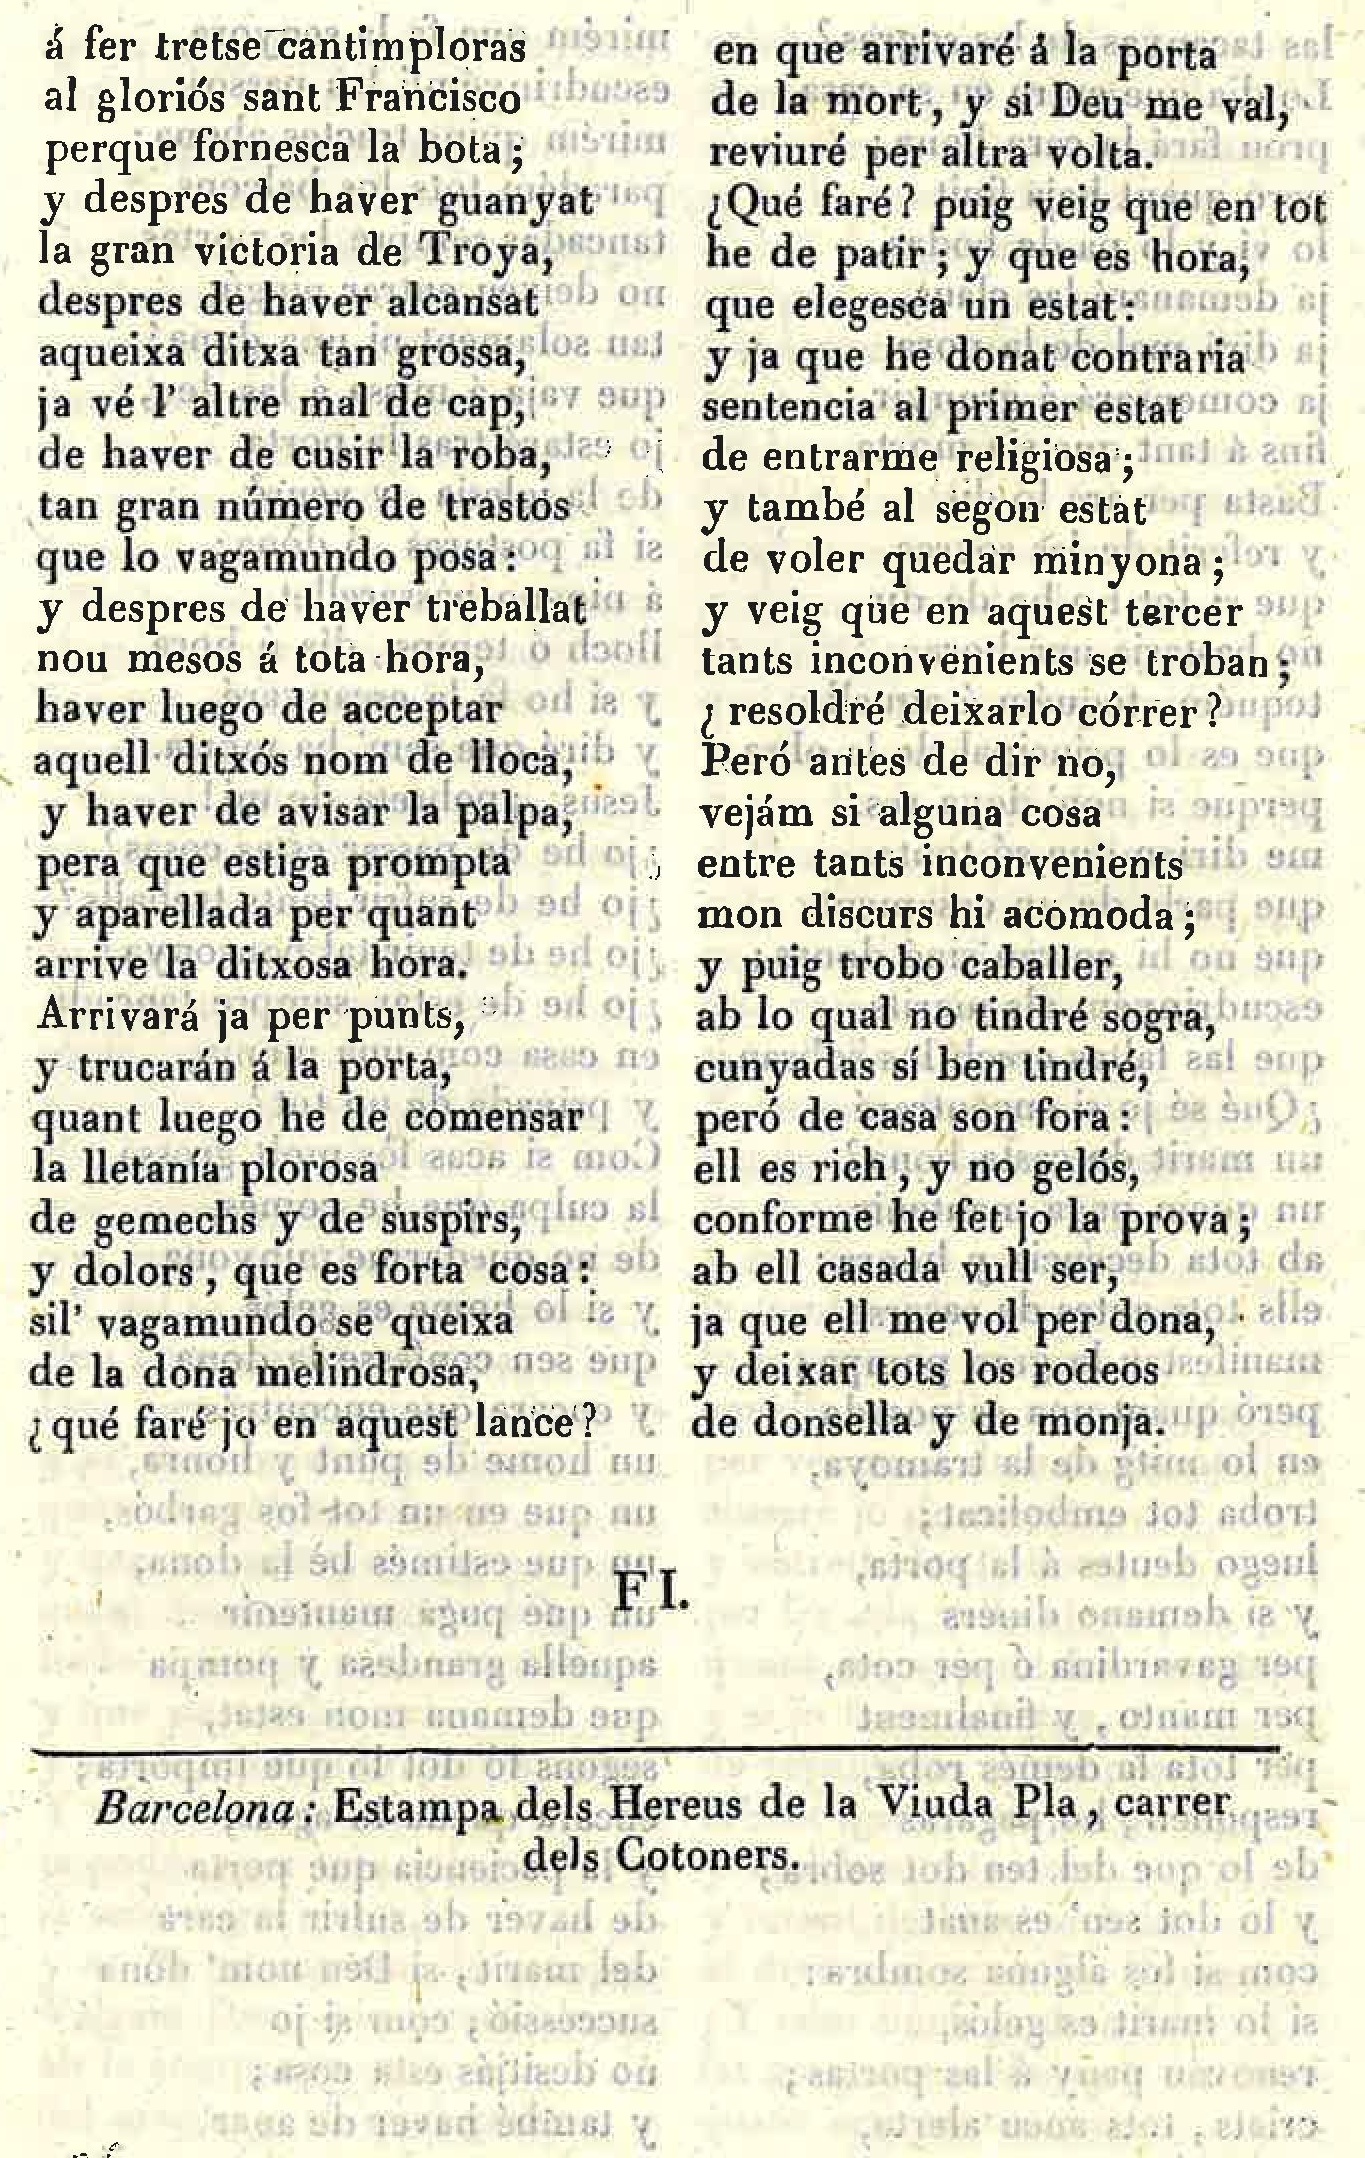 á fer tretse cantimploras
al gloriós sant Francisco
perque fornesca la bota;
y despres de haver guanyat
la gran victoria de Troya,
despres de haver alcansat
aqueixa ditxa tan grossa,
ja vé l' altre mal de cap,
de haver de cusir la roba,
tan gran número de trastos
que lo vagamundo posa:
y despres de haver treballat
nou mesos á tota hora,
haver luego de acceptar
aquell ditxós nom de lloca,
y haver de avisar la palpa,
pera que estiga prompta
y aparellada per quant
arrive la ditxosa hora.
Arrivará ja per punts,
y trucarán á la porta,
quant luego he de comensar
la lletanía plorosa
de gemechs y de suspirs,
y dolors, que es forta cosa:
sil' vagamundo se queixa
de la dona melindrosa,
¿qué faré jo en aquest lance?
en que arrivaré á la porta
de la mort, y si Deu me val,
reviuré per altra volta.
¿Qué faré? puig veig que en tot
he de patir; y que es hora,
que elegesca un estat:
y ja que he donat contraria
sentencia al primer estat
de entrarme religiosa;
y també al segon estat
de voler quedar minyona;
y veig que en aquest tercer
tants inconvenients se troban;
¿resoldré deixarlo córrer?
Peró antes de dir no,
vejám si alguna cosa
entre tants inconvenients
mon discurs hi acomoda;
y puig trobo caballer,
ab lo qual no tindré sogra,
cunyadas sí ben tindré,
peró de casa son fora:
ell es rich, y no gelós,
conforme he fet jo la prova;
ab ell casada vull ser,
ja que ell me vol per dona,
y deixar tots los rodeos
de donsella y de monja.
FI.
Barcelona: Estampa dels Hereus de la Viuda Pla, carrer
dels Cotoners.